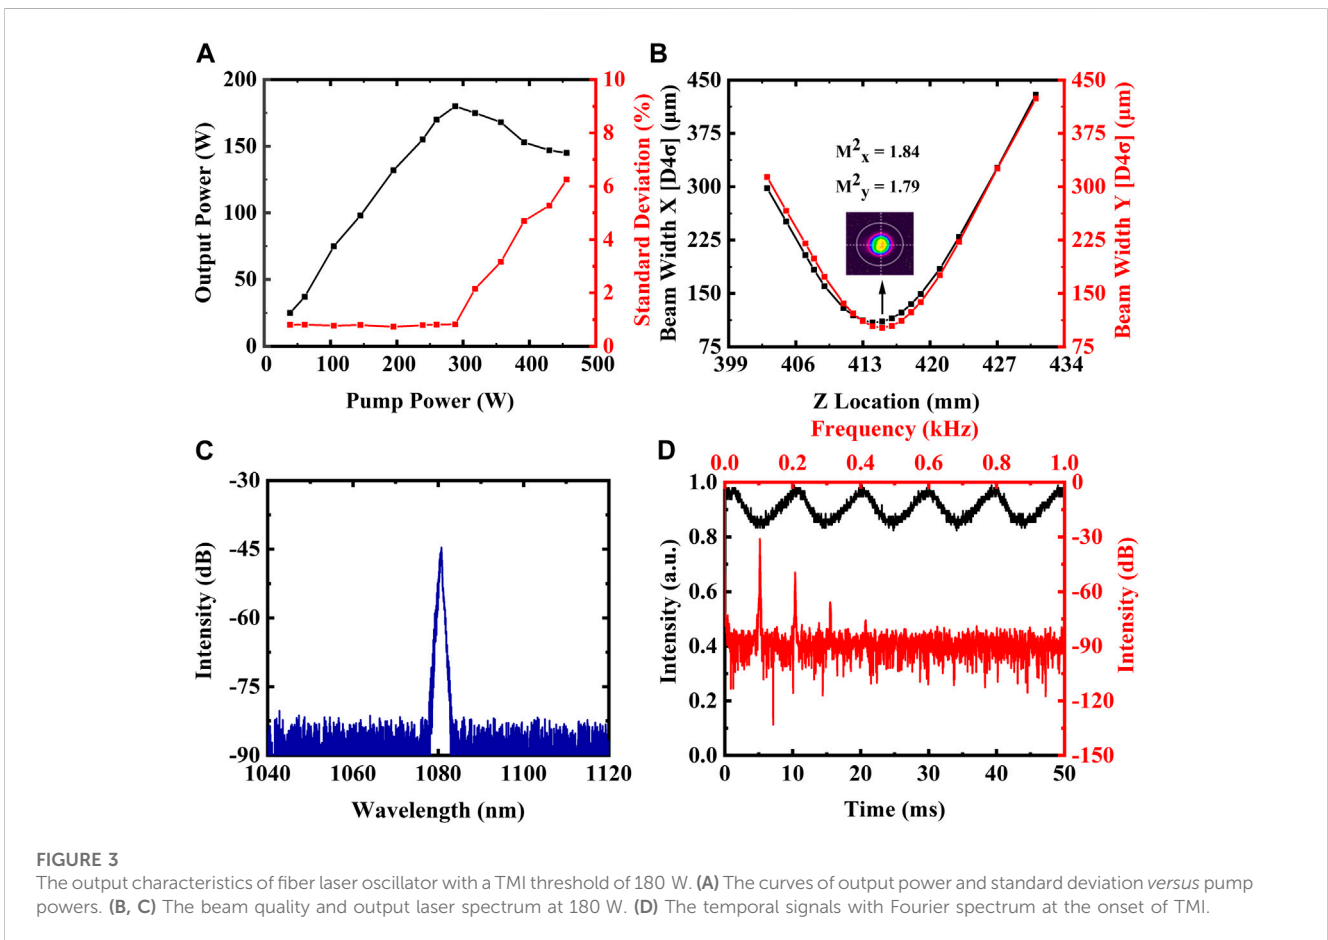 A
200
150
100
50
0
Output Power (W)
10
8
6
4
2
0
Standard Deviation (%)
0 100 200 300 400 500
Pump Power (W)
B
450
375
300
225
150
75
Beam Width X [D4σ] (μm)
M²x = 1.84
M²y = 1.79
450
375
300
225
150
75
Beam Width Y [D4σ] (μm)
399 406 413 420 427 434
Z Location (mm)
C
-30
-45
-60
-75
-90
Intensity (dB)
1040 1060 1080 1100 1120
Wavelength (nm)
D
Frequency (kHz)
0.0 0.2 0.4 0.6 0.8 1.0
1.0
0.8
0.6
0.4
0.2
0.0
Intensity (a.u.)
0
-30
-60
-90
-120
-150
Intensity (dB)
0 10 20 30 40 50
Time (ms)
FIGURE 3
The output characteristics of fiber laser oscillator with a TMI threshold of 180 W. (A) The curves of output power and standard deviation versus pump
powers. (B, C) The beam quality and output laser spectrum at 180 W. (D) The temporal signals with Fourier spectrum at the onset of TMI.